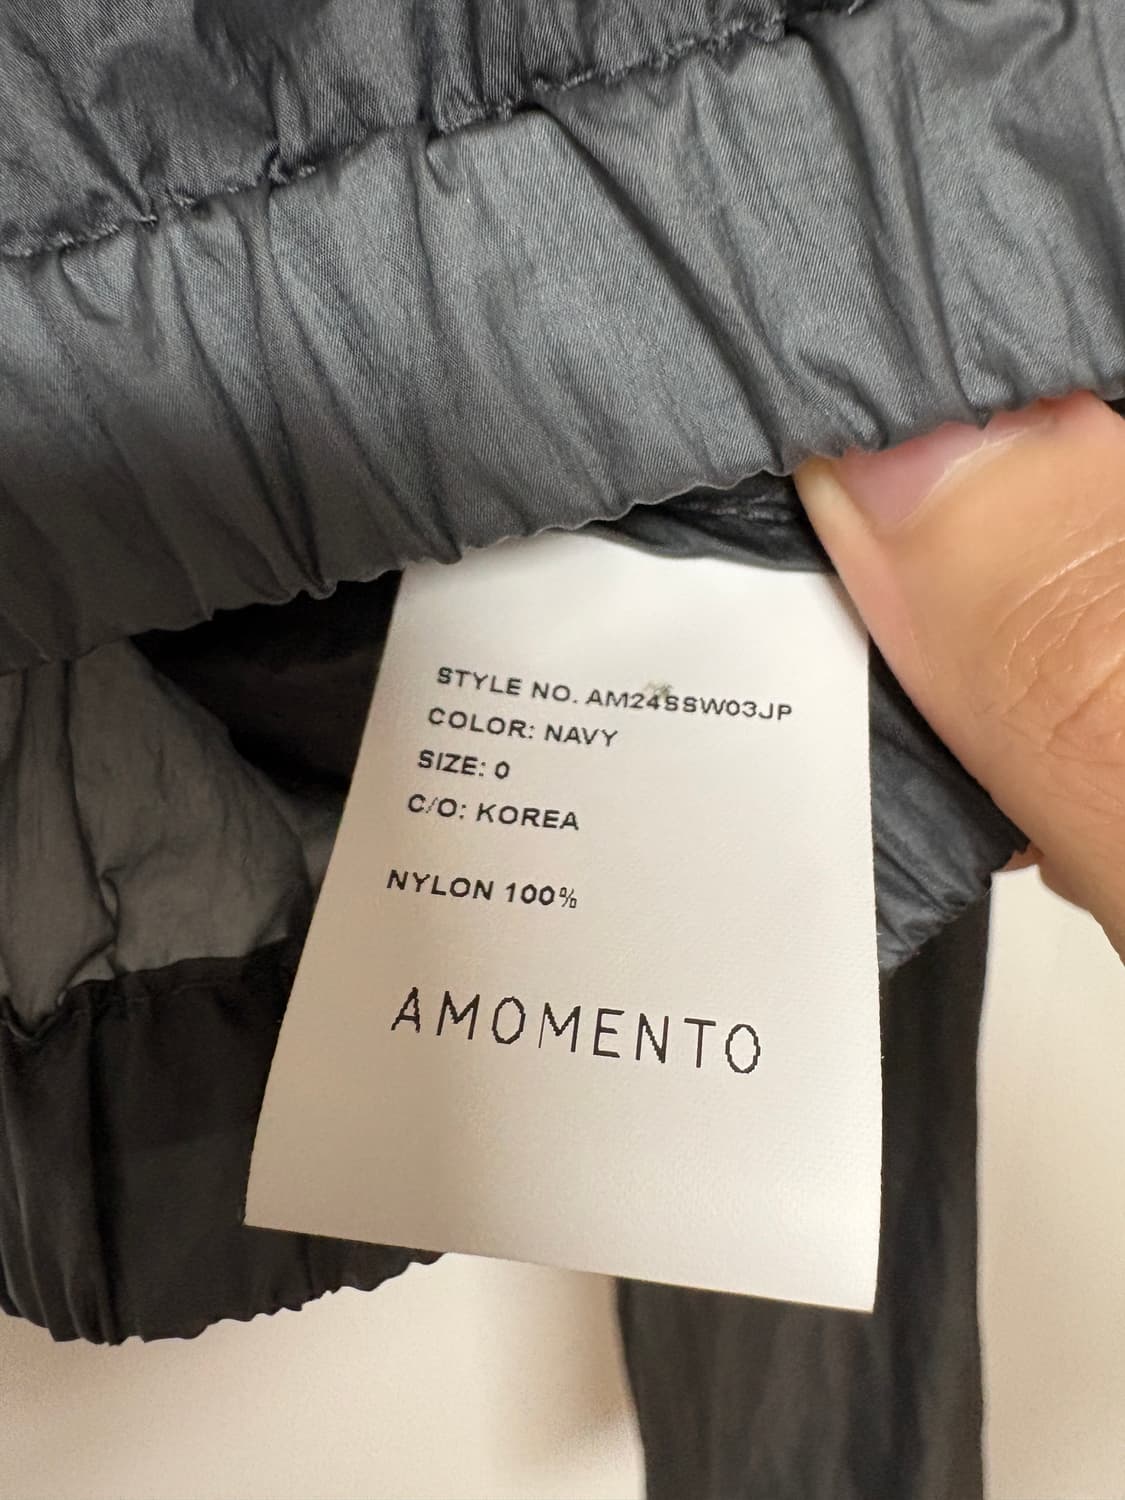 STYLE NO. AM24SSW03JP
COLOR: NAVY
SIZE: 0
C/O: KOREA
NYLON 100%
AMOMENTO